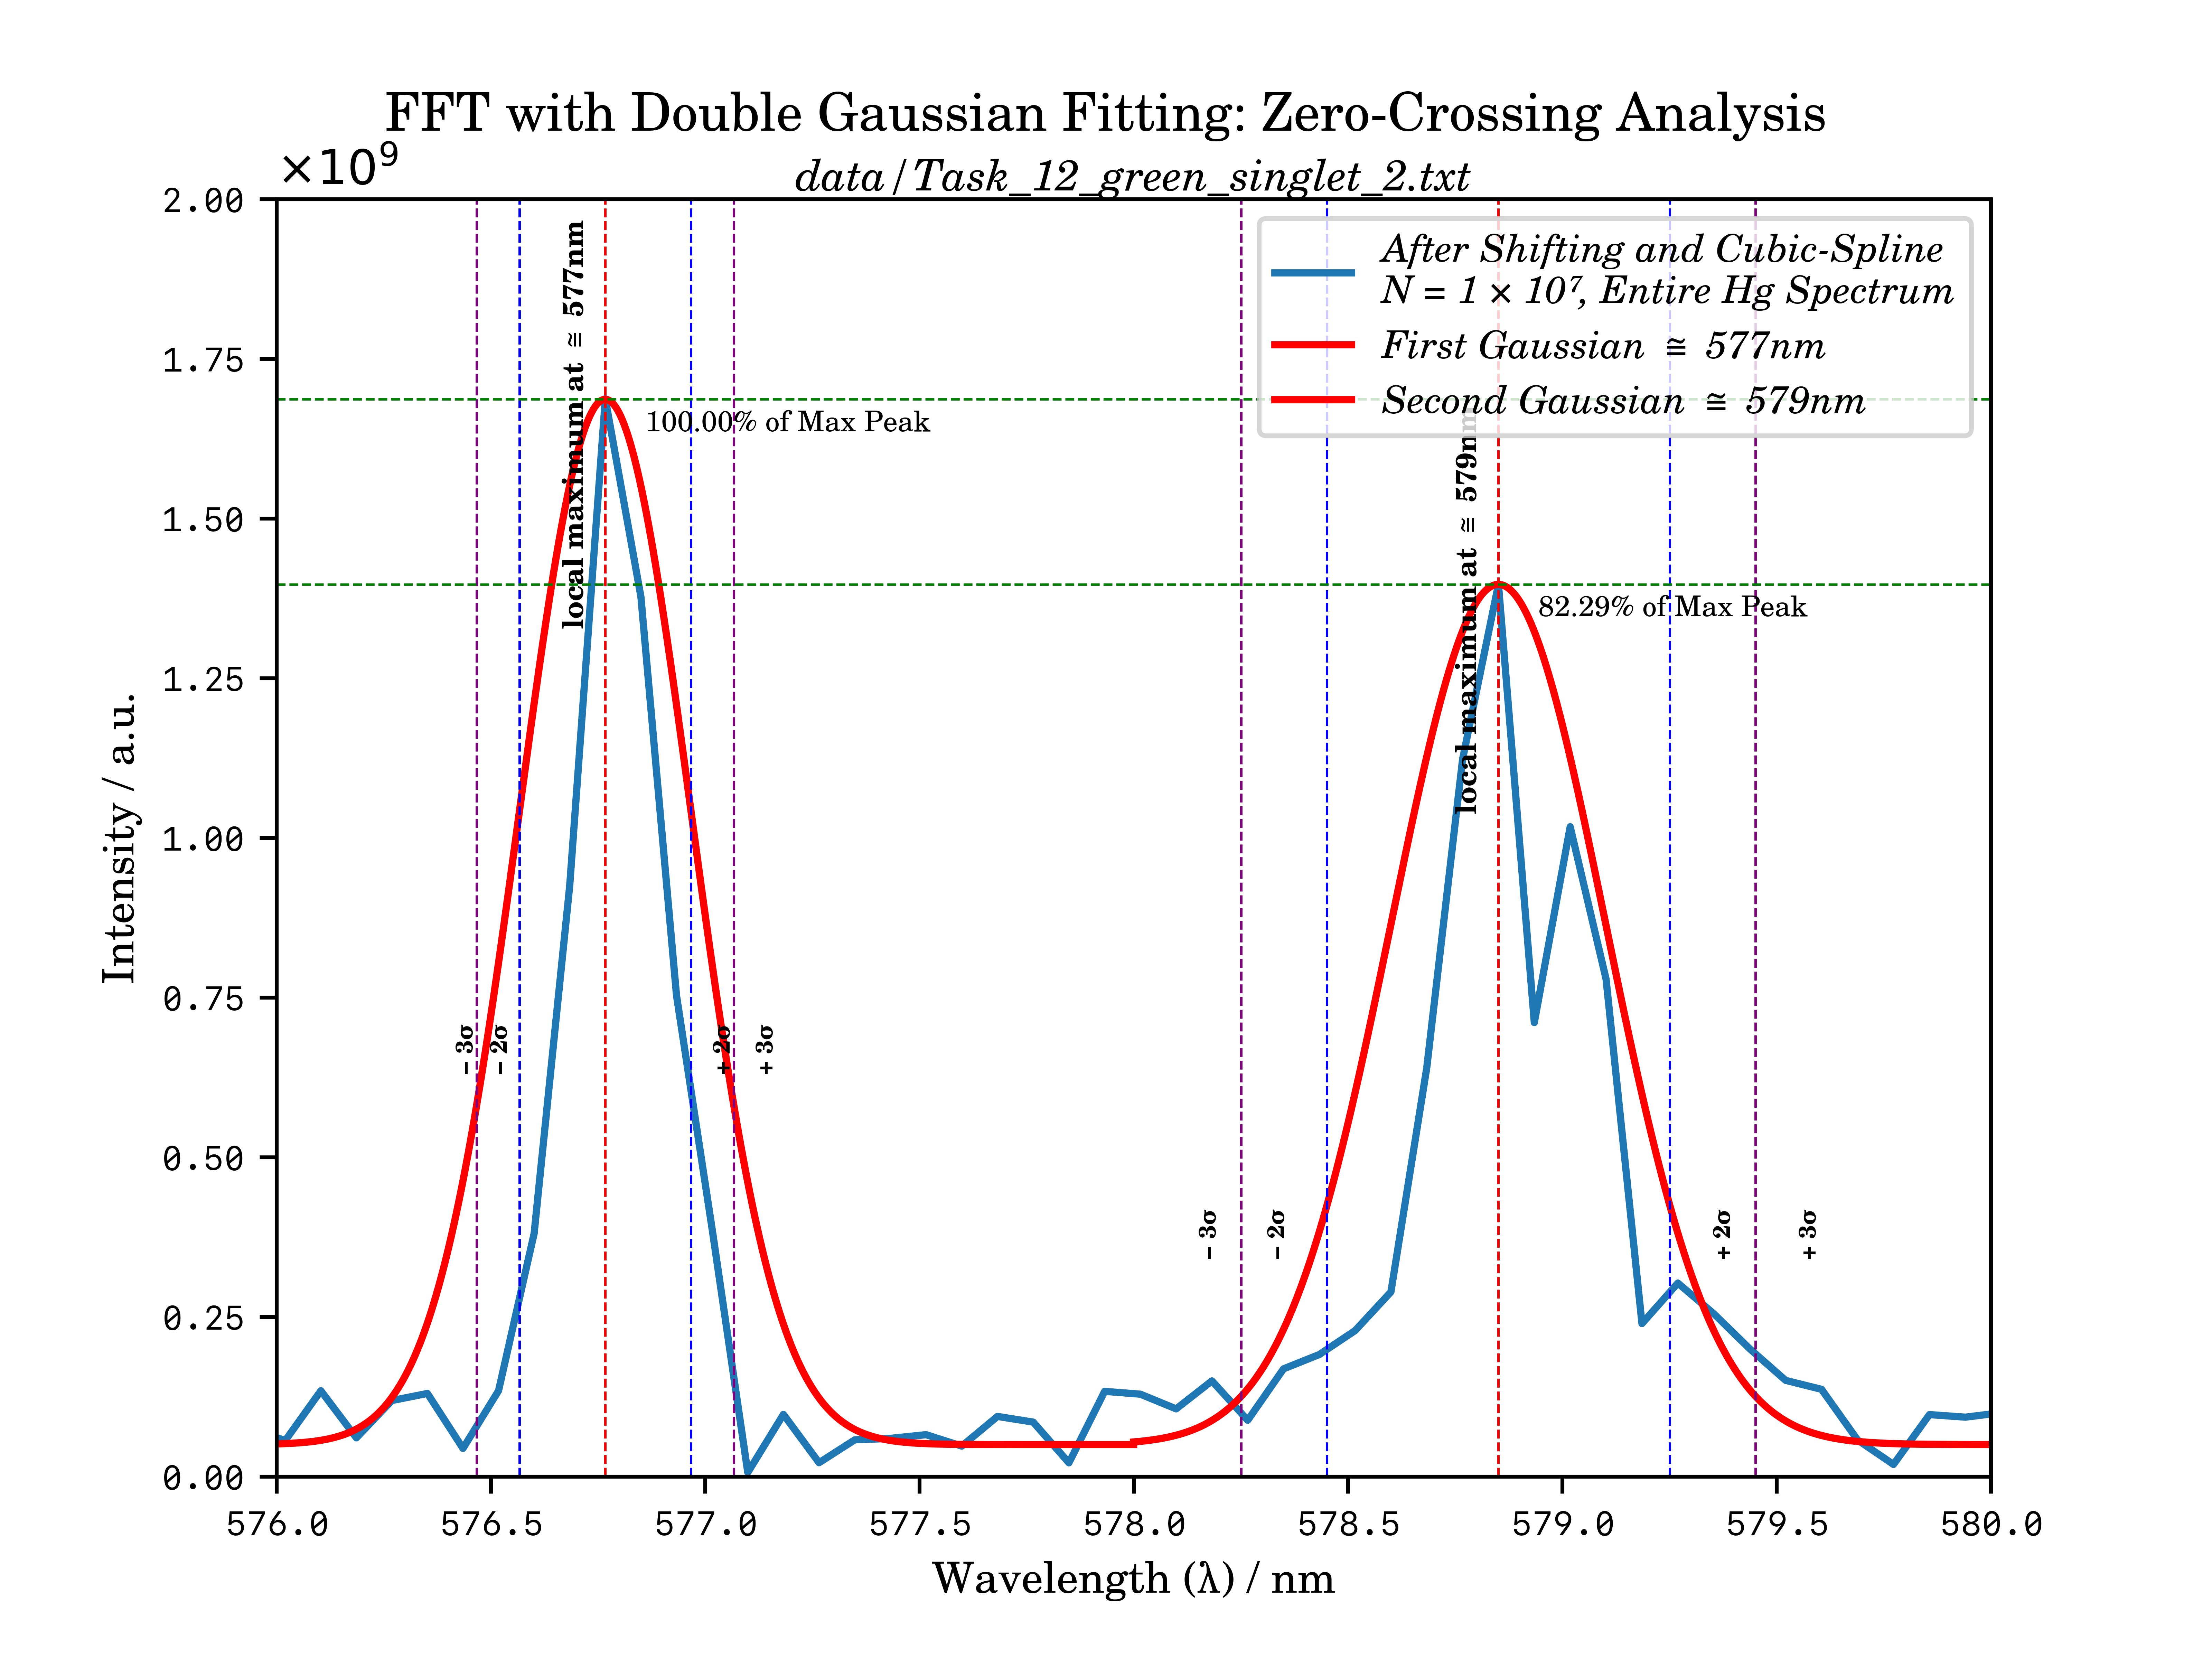 FFT with Double Gaussian Fitting: Zero-Crossing Analysis
data/Task_12_green_singlet_2.txt
×10⁹
2.00
1.75
1.50
1.25
1.00
0.75
0.50
0.25
0.00
Intensity / a.u.
After Shifting and Cubic-Spline
N = 1 × 10⁷, Entire Hg Spectrum
First Gaussian ≅ 577nm
Second Gaussian ≅ 579nm
local maximum at ≅ 577nm
100.00% of Max Peak
local maximum at ≅ 579nm
82.29% of Max Peak
− 3σ
− 2σ
+ 2σ
+ 3σ
− 3σ
− 2σ
+ 2σ
+ 3σ
576.0
576.5
577.0
577.5
578.0
578.5
579.0
579.5
580.0
Wavelength (λ) / nm